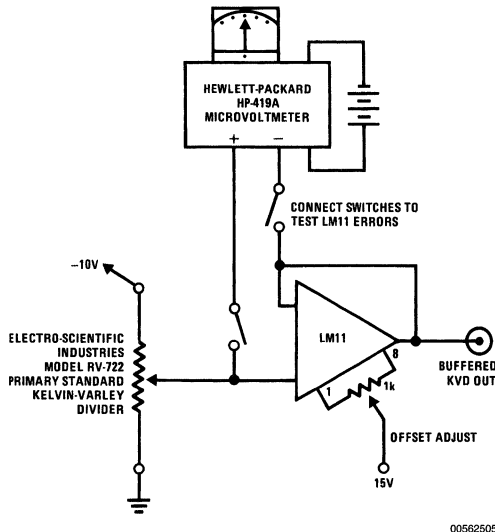 HEWLETT-PACKARD
HP-419A
MICROVOLTMETER
+ −
CONNECT SWITCHES TO
TEST LM11 ERRORS
−10V
ELECTRO-SCIENTIFIC
INDUSTRIES
MODEL RV-722
PRIMARY STANDARD
KELVIN-VARLEY
DIVIDER
LM11
8
1
1k
BUFFERED
KVD OUT
OFFSET ADJUST
15V
00562505